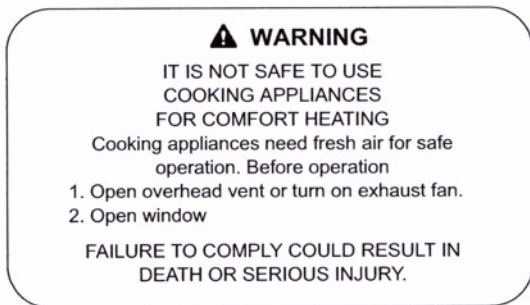 WARNING
IT IS NOT SAFE TO USE
COOKING APPLIANCES
FOR COMFORT HEATING
Cooking appliances need fresh air for safe
operation. Before operation
1. Open overhead vent or turn on exhaust fan.
2. Open window
FAILURE TO COMPLY COULD RESULT IN
DEATH OR SERIOUS INJURY.